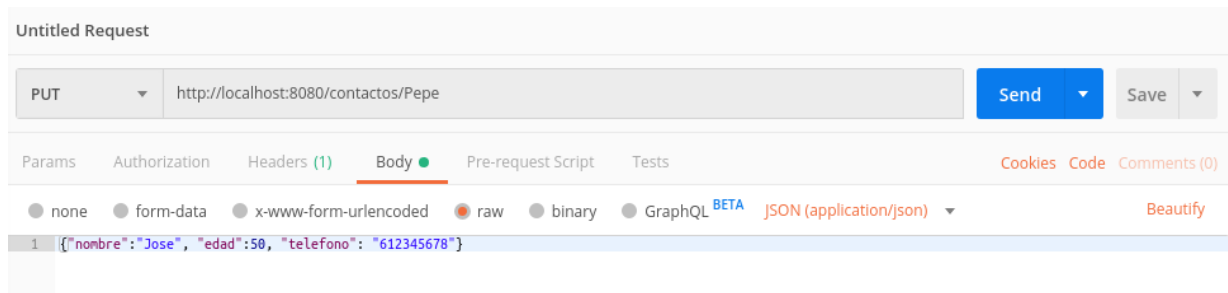 Untitled Request
PUT http://localhost:8080/contactos/Pepe Send Save
Params Authorization Headers (1) Body Pre-request Script Tests Cookies Code Comments (0)
none form-data x-www-form-urlencoded raw binary GraphQL BETA JSON (application/json) Beautify
1 {"nombre":"Jose", "edad":50, "telefono": "612345678"}